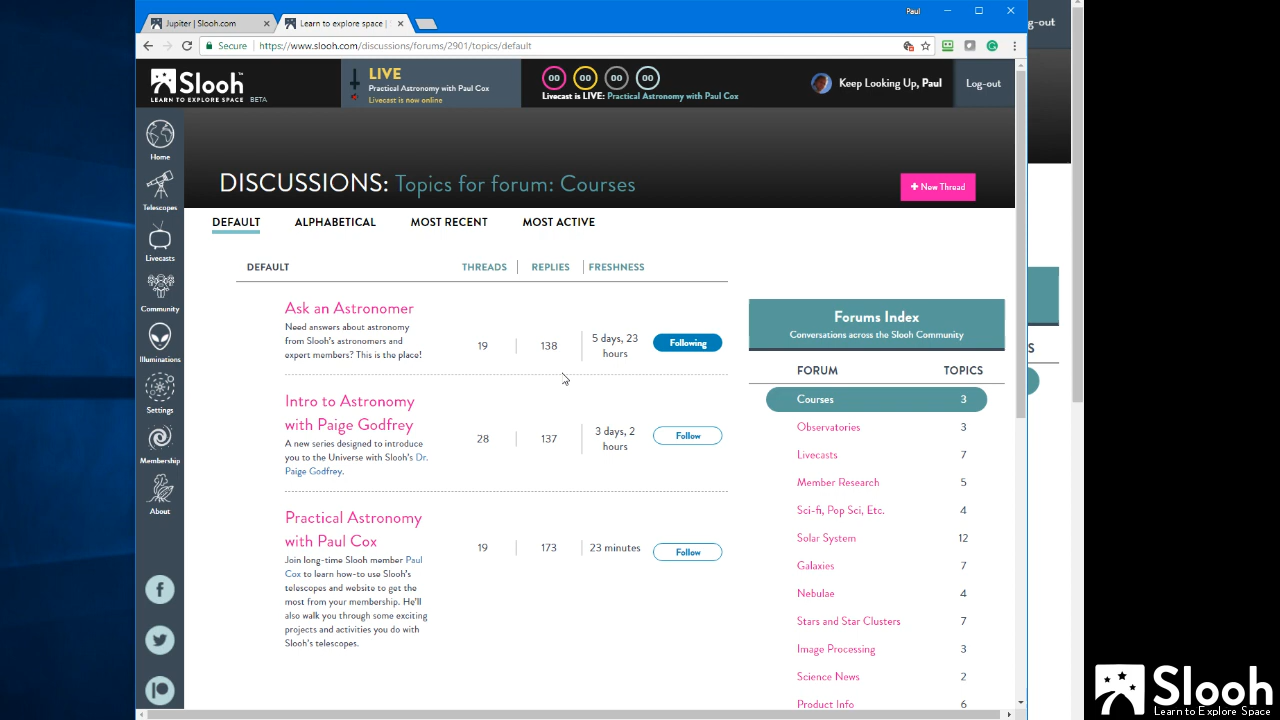 Paul
Jupiter | Slooh.com
Learn to explore space |
Secure
https://www.slooh.com/discussions/forums/2901/topics/default
Slooh
LEARN TO EXPLORE SPACE BETA
LIVE
Practical Astronomy with Paul Cox
Livecast is now online
00 00 00 00
Livecast is LIVE: Practical Astronomy with Paul Cox
Keep Looking Up, Paul
Log-out
g-out
Home
Telescopes
Livecasts
Community
Illuminations
Settings
Membership
About
DISCUSSIONS: Topics for forum: Courses
+ New Thread
DEFAULT ALPHABETICAL MOST RECENT MOST ACTIVE
DEFAULT THREADS REPLIES FRESHNESS
Ask an Astronomer
Need answers about astronomy
from Slooh's astronomers and
expert members? This is the place!
19 138 5 days, 23
hours
Following
Intro to Astronomy
with Paige Godfrey
A new series designed to introduce
you to the Universe with Slooh's Dr.
Paige Godfrey.
28 137 3 days, 2
hours
Follow
Practical Astronomy
with Paul Cox
Join long-time Slooh member Paul
Cox to learn how-to use Slooh's
telescopes and website to get the
most from your membership. He'll
also walk you through some exciting
projects and activities you do with
Slooh's telescopes.
19 173 23 minutes
Follow
Forums Index
Conversations across the Slooh Community
FORUM TOPICS
Courses 3
Observatories 3
Livecasts 7
Member Research 5
Sci-fi, Pop Sci, Etc. 4
Solar System 12
Galaxies 7
Nebulae 4
Stars and Star Clusters 7
Image Processing 3
Science News 2
Product Info 6
S
Slooh
Learn to Explore Space